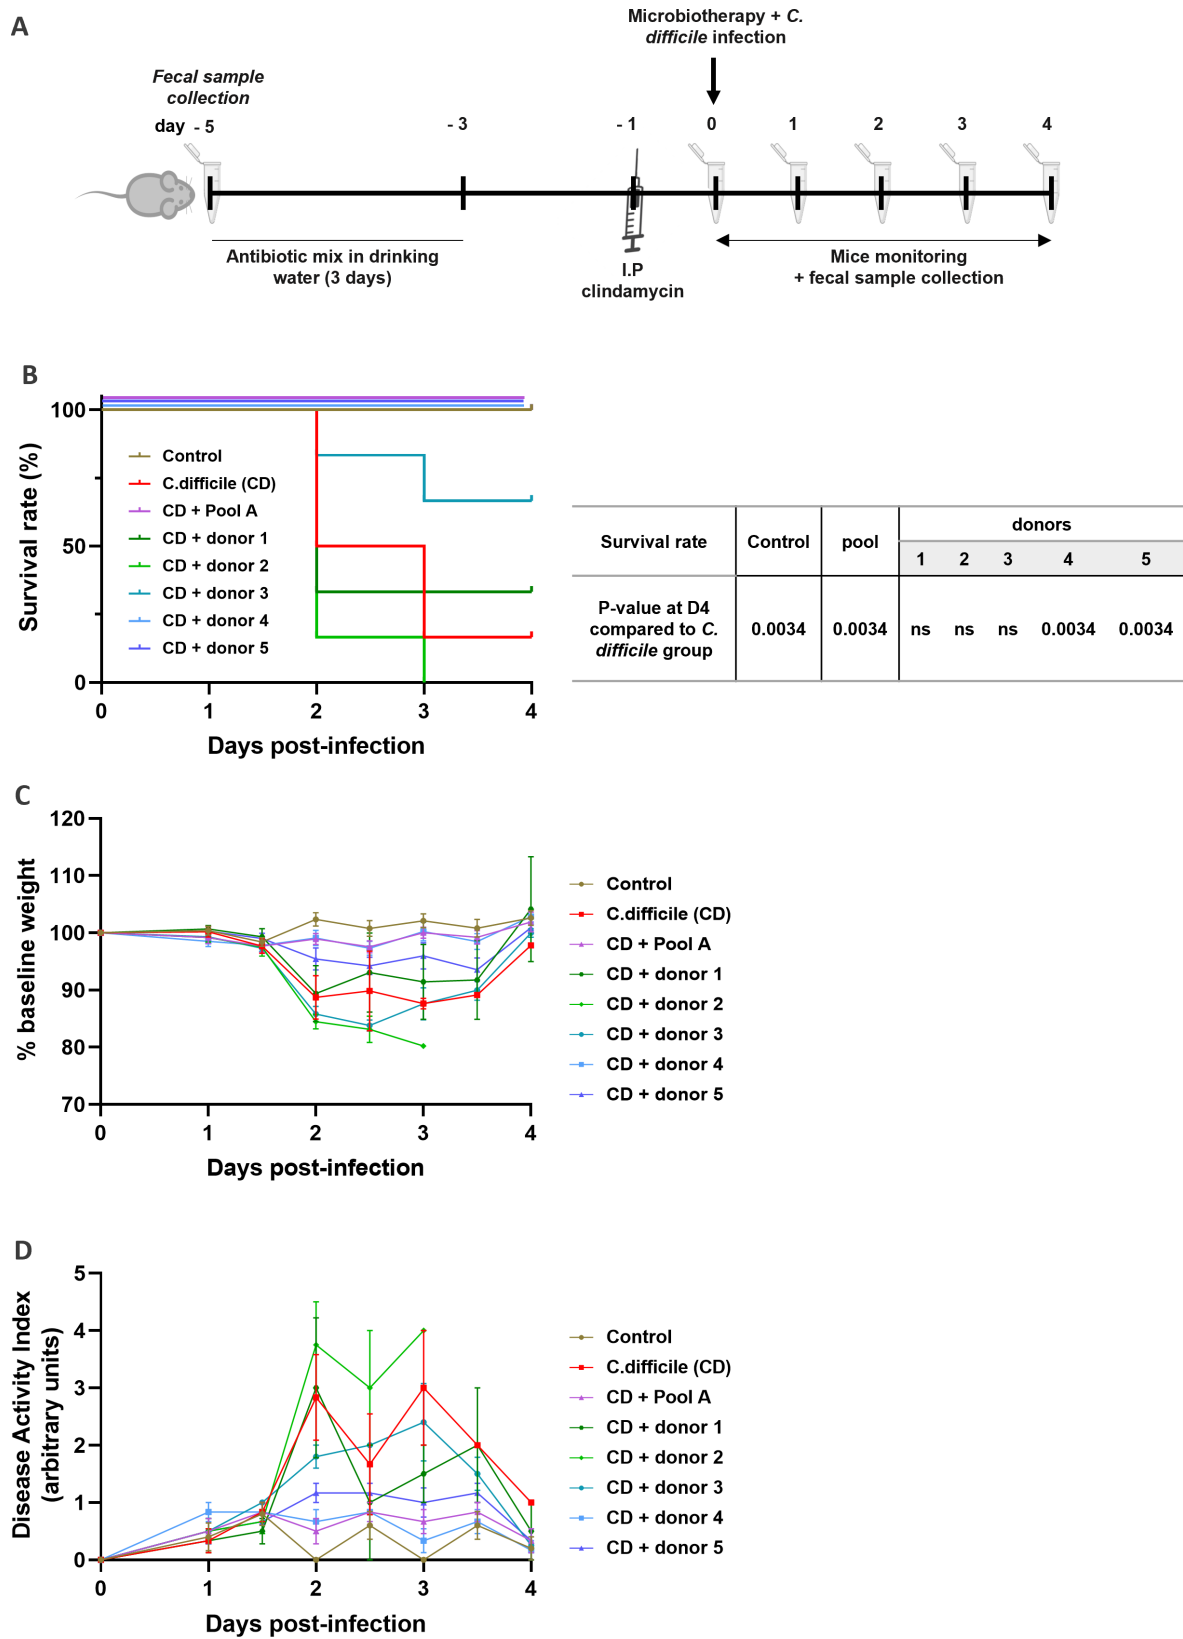 A
Microbiotherapy + C.
difficile infection
Fecal sample
collection
day - 5 - 3 - 1 0 1 2 3 4
Antibiotic mix in drinking
water (3 days)
I.P
clindamycin
Mice monitoring
+ fecal sample collection
B
Survival rate (%)
100
50
0
Control
C.difficile (CD)
CD + Pool A
CD + donor 1
CD + donor 2
CD + donor 3
CD + donor 4
CD + donor 5
0 1 2 3 4
Days post-infection
Survival rate Control pool donors
1 2 3 4 5
P-value at D4
compared to C.
difficile group
0.0034 0.0034 ns ns ns 0.0034 0.0034
C
% baseline weight
120
110
100
90
80
70
0 1 2 3 4
Days post-infection
Control
C.difficile (CD)
CD + Pool A
CD + donor 1
CD + donor 2
CD + donor 3
CD + donor 4
CD + donor 5
D
Disease Activity Index
(arbitrary units)
5
4
3
2
1
0
0 1 2 3 4
Days post-infection
Control
C.difficile (CD)
CD + Pool A
CD + donor 1
CD + donor 2
CD + donor 3
CD + donor 4
CD + donor 5